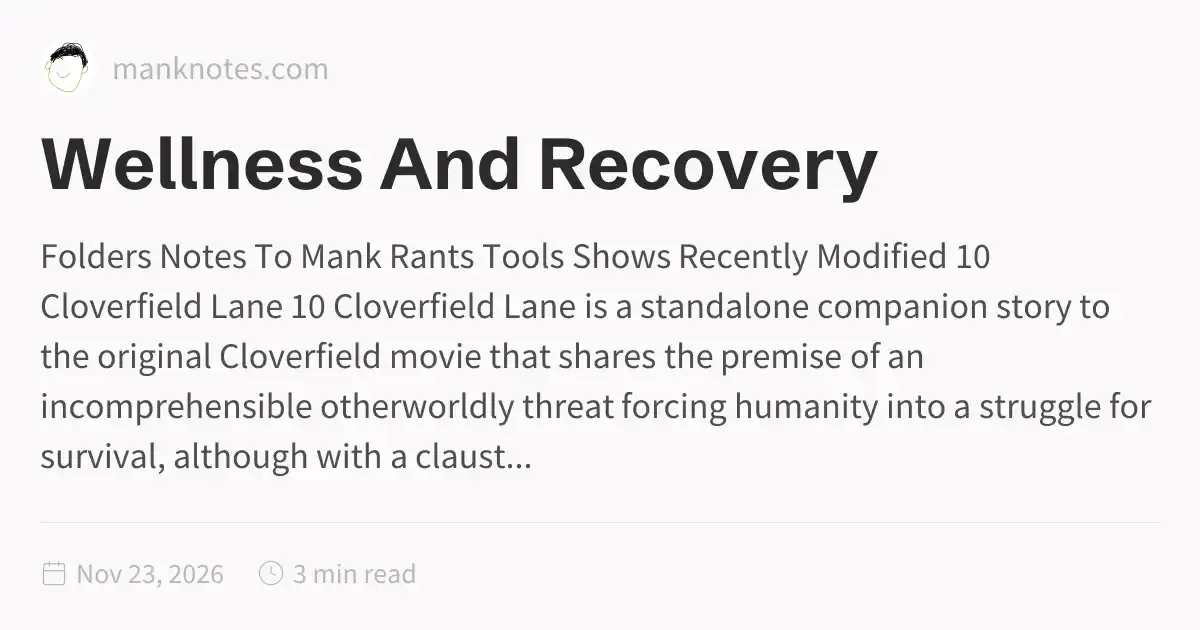 manknotes.com
Wellness And Recovery
Folders Notes To Mank Rants Tools Shows Recently Modified 10
Cloverfield Lane 10 Cloverfield Lane is a standalone companion story to
the original Cloverfield movie that shares the premise of an
incomprehensible otherworldly threat forcing humanity into a struggle for
survival, although with a claust...
Nov 23, 2026 3 min read